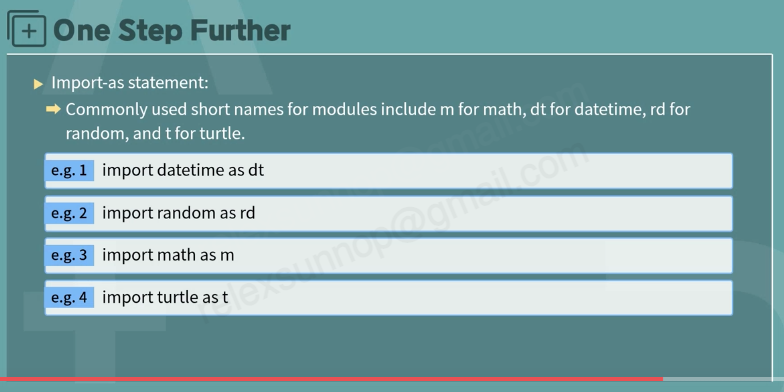 One Step Further
Import-as statement:
Commonly used short names for modules include m for math, dt for datetime, rd for
random, and t for turtle.
e.g. 1 import datetime as dt
e.g. 2 import random as rd
e.g. 3 import math as m
e.g. 4 import turtle as t
relexsunnop@gmail.com